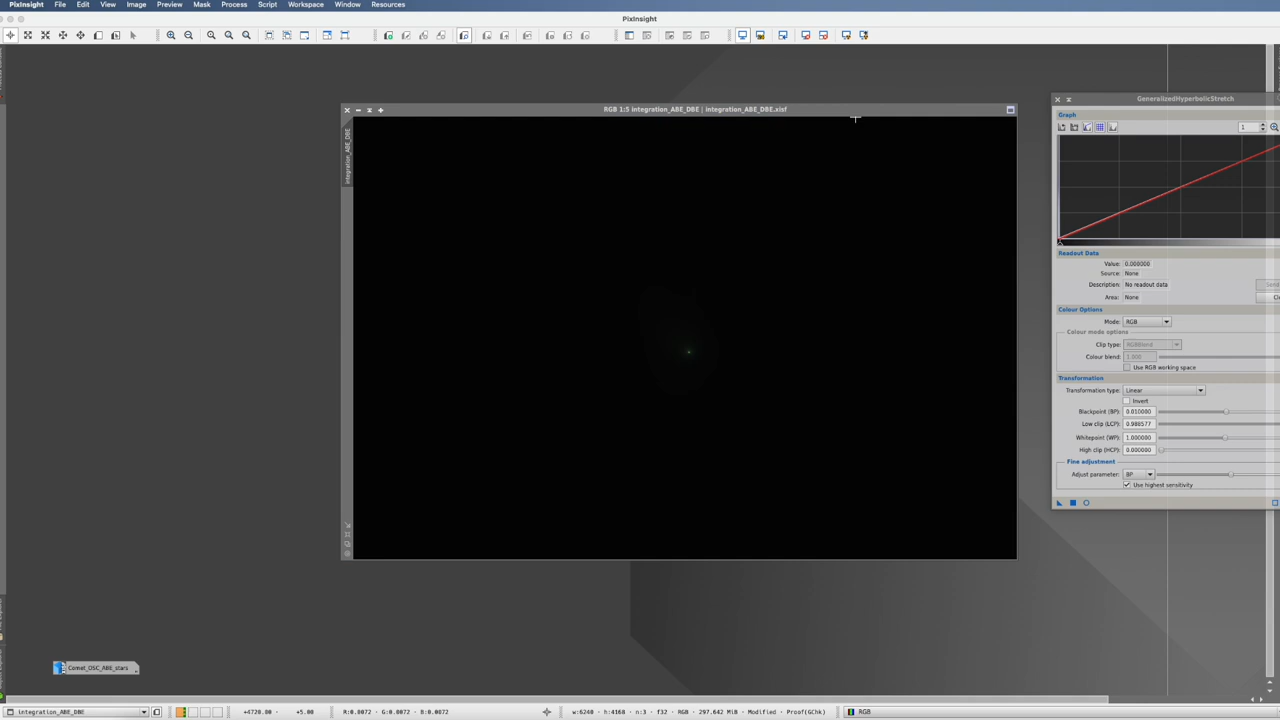 PixInsight File Edit View Image Preview Mask Process Script Workspace Window Resources
PixInsight
RGB 1:5 integration_ABE_DBE | integration_ABE_DBE.xisf
integration_ABE_DBE
GeneralizedHyperbolicStretch
Graph
1
Readout Data
Value: 0.000000
Source: None
Description: No readout data
Send
Area: None
Colour Options
Mode: RGB
Colour mode options
Clip type: RGBBlend
Colour blend: 1.000
Use RGB working space
Transformation
Transformation type: Linear
Invert
Blackpoint (BP): 0.010000
Low clip (LCP): 0.980577
Whitepoint (WP): 1.000000
High clip (HCP): 0.000000
Fine adjustment
Adjust parameter: BP
Use highest sensitivity
Comet_OSC_ABE_stars
integration_ABE_DBE
+4720.00 +5.00 R:0.0072 G:0.0072 B:0.0072
w:6248 · h:4168 · n:3 · f32 · RGB · 297.642 MiB · Modified · Proof(GChk)
RGB